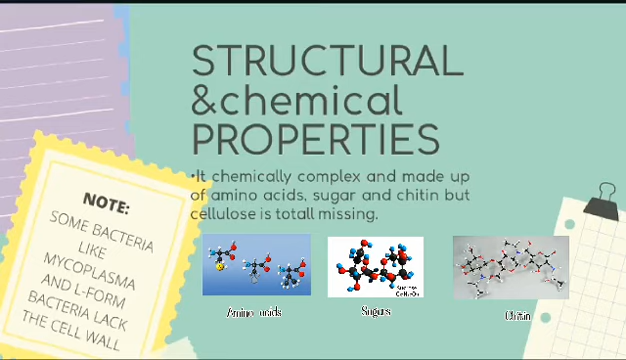 STRUCTURAL
&chemical
PROPERTIES
•It chemically complex and made up
of amino acids, sugar and chitin but
cellulose is totall missing.
NOTE:
SOME BACTERIA
LIKE
MYCOPLASMA
AND L-FORM
BACTERIA LACK
THE CELL WALL
Amino acids
Sugars
Chitin